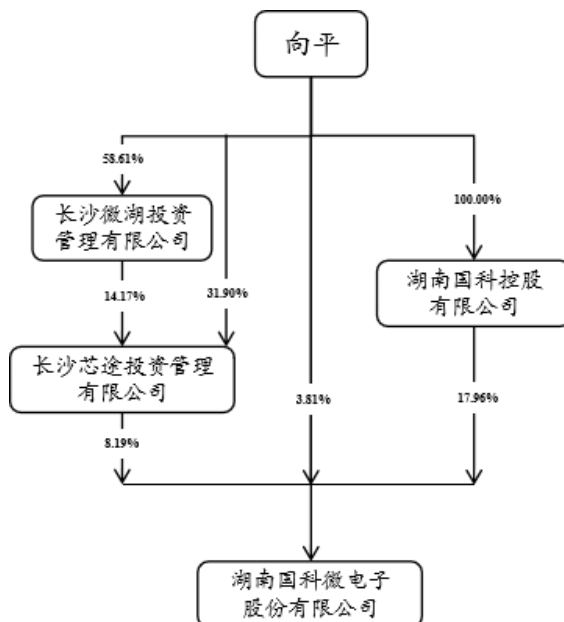 向平
58.61%
长沙微湖投资
管理有限公司
100.00%
14.17%
31.90%
湖南国科控股
有限公司
长沙芯途投资管理
有限公司
3.81%
17.96%
8.19%
湖南国科微电子
股份有限公司